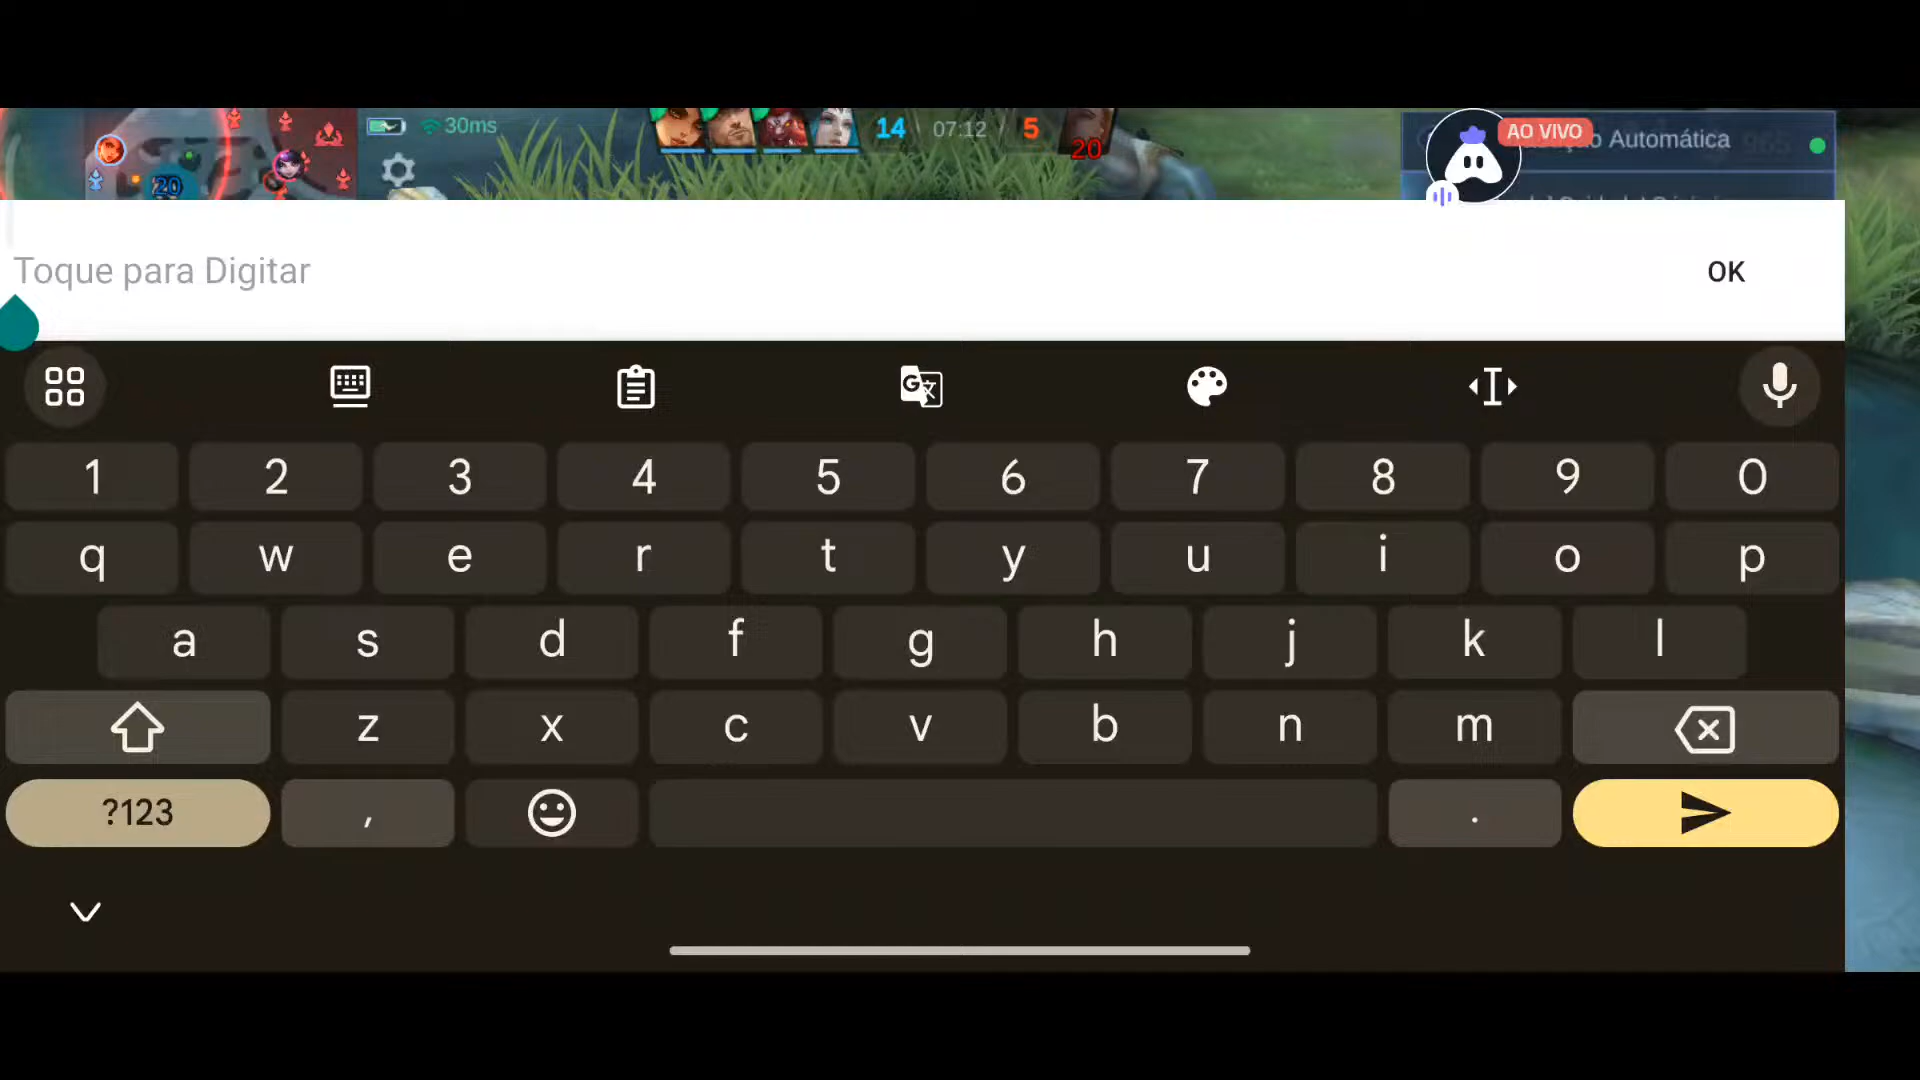 30ms
14 07:12 5
20
20
AO VIVO
Automática
Toque para Digitar
OK
1 2 3 4 5 6 7 8 9 0
q w e r t y u i o p
a s d f g h j k l
z x c v b n m
?123 , .